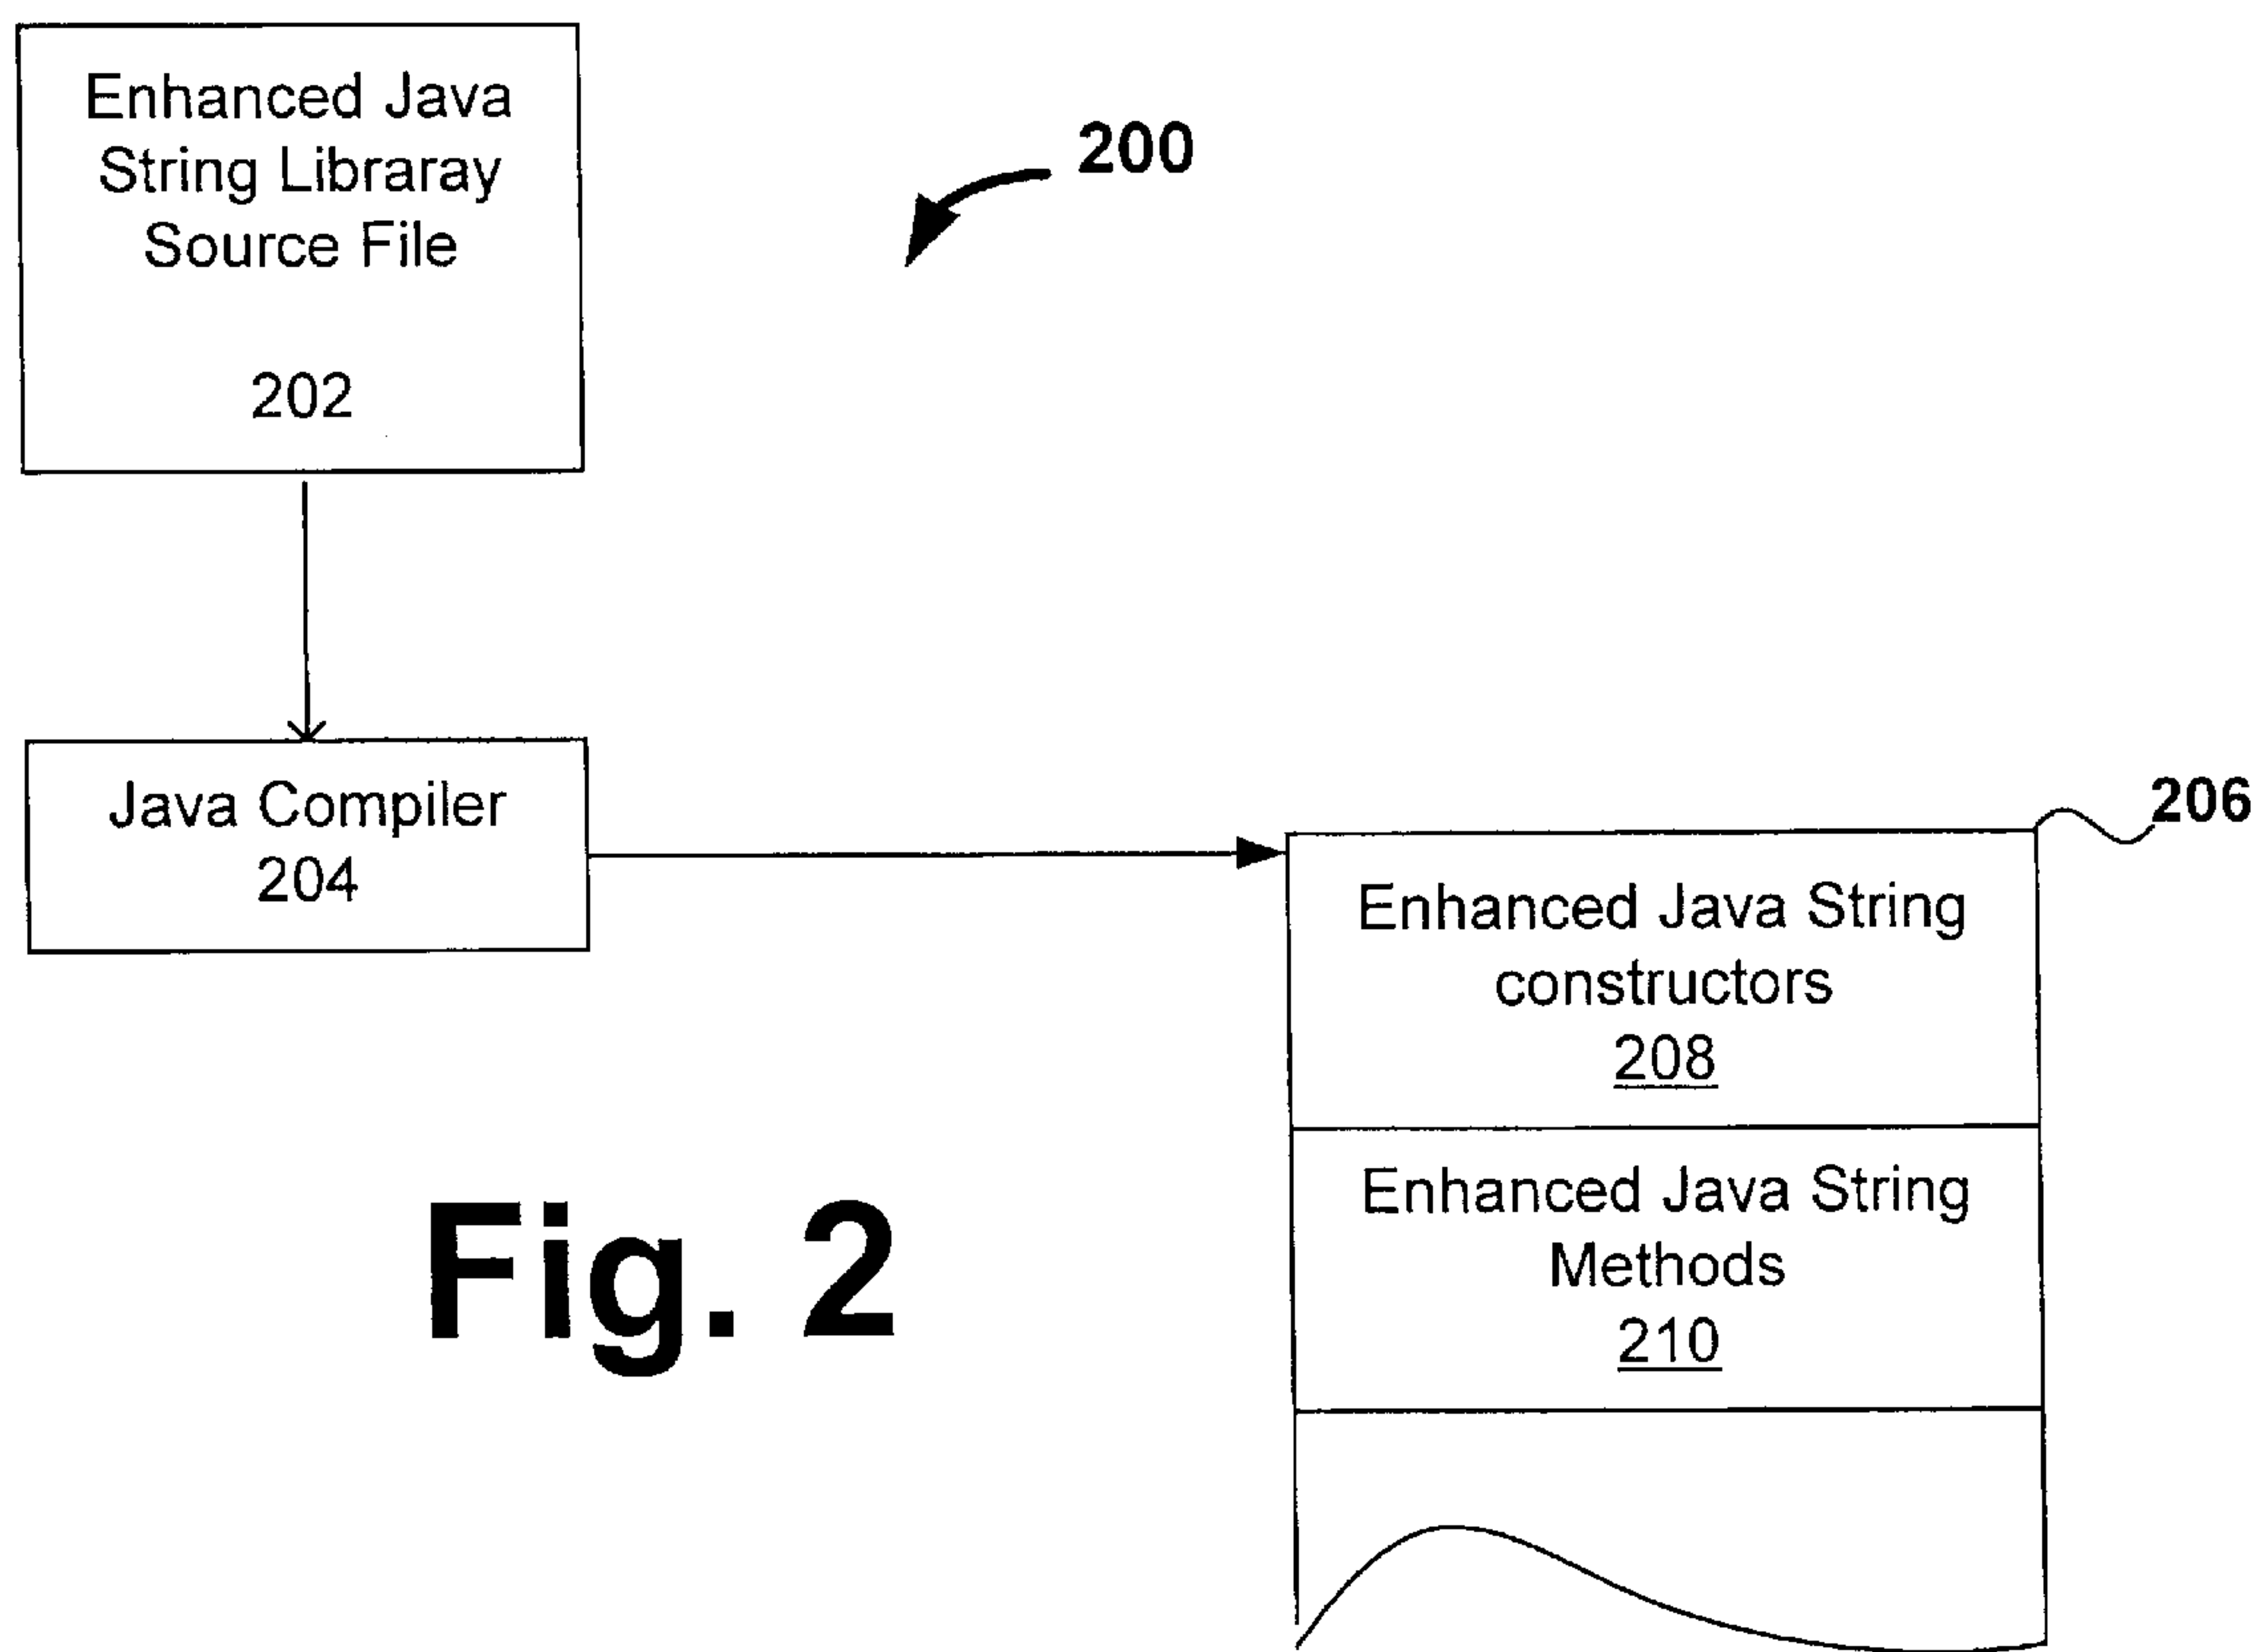 Enhanced Java
String Libraray
Source File
202
200
Java Compiler
204
206
Enhanced Java String
constructors
208
Enhanced Java String
Methods
210
Fig. 2